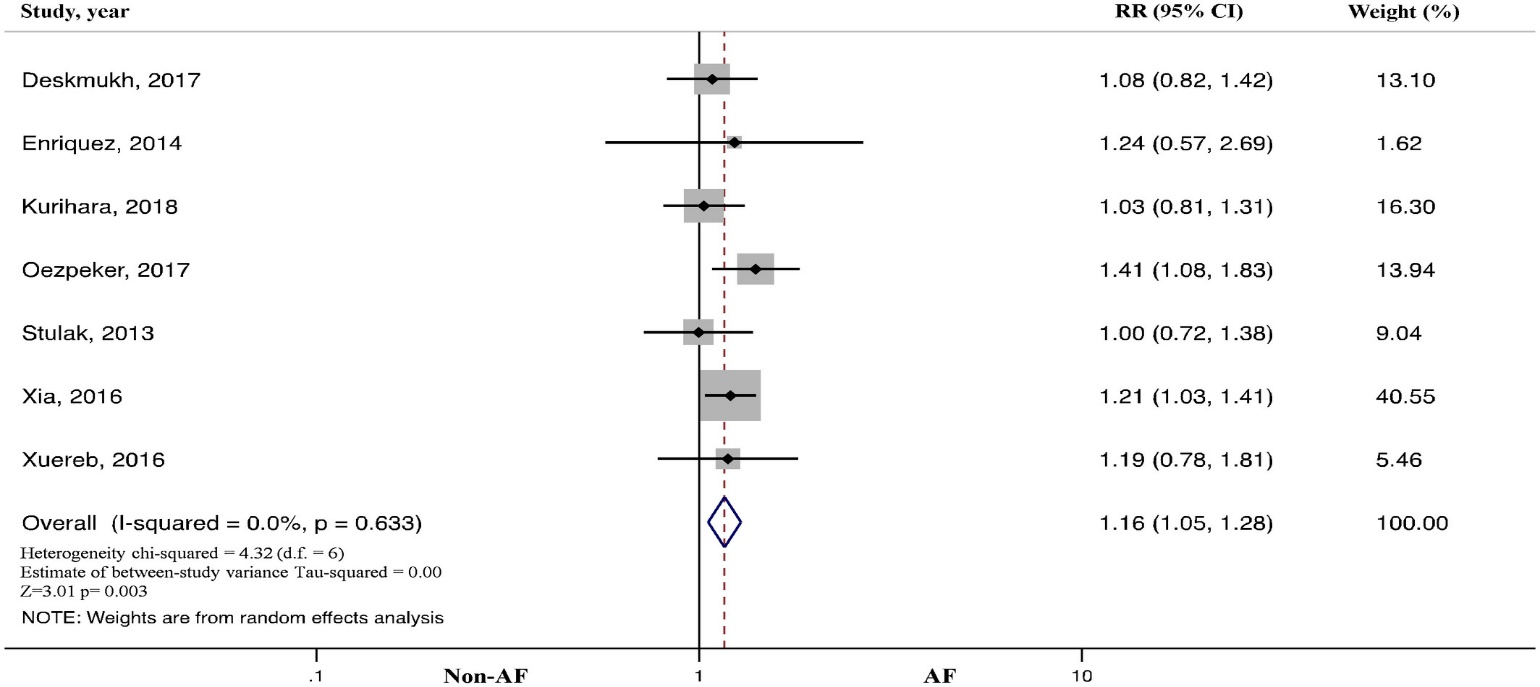 Study, year RR (95% CI) Weight (%)
Deskmukh, 2017 1.08 (0.82, 1.42) 13.10
Enriquez, 2014 1.24 (0.57, 2.69) 1.62
Kurihara, 2018 1.03 (0.81, 1.31) 16.30
Oezpeker, 2017 1.41 (1.08, 1.83) 13.94
Stulak, 2013 1.00 (0.72, 1.38) 9.04
Xia, 2016 1.21 (1.03, 1.41) 40.55
Xuereb, 2016 1.19 (0.78, 1.81) 5.46
Overall (I-squared = 0.0%, p = 0.633) 1.16 (1.05, 1.28) 100.00
Heterogeneity chi-squared = 4.32 (d.f. = 6)
Estimate of between-study variance Tau-squared = 0.00
Z=3.01 p= 0.003
NOTE: Weights are from random effects analysis
.1 Non-AF 1 AF 10